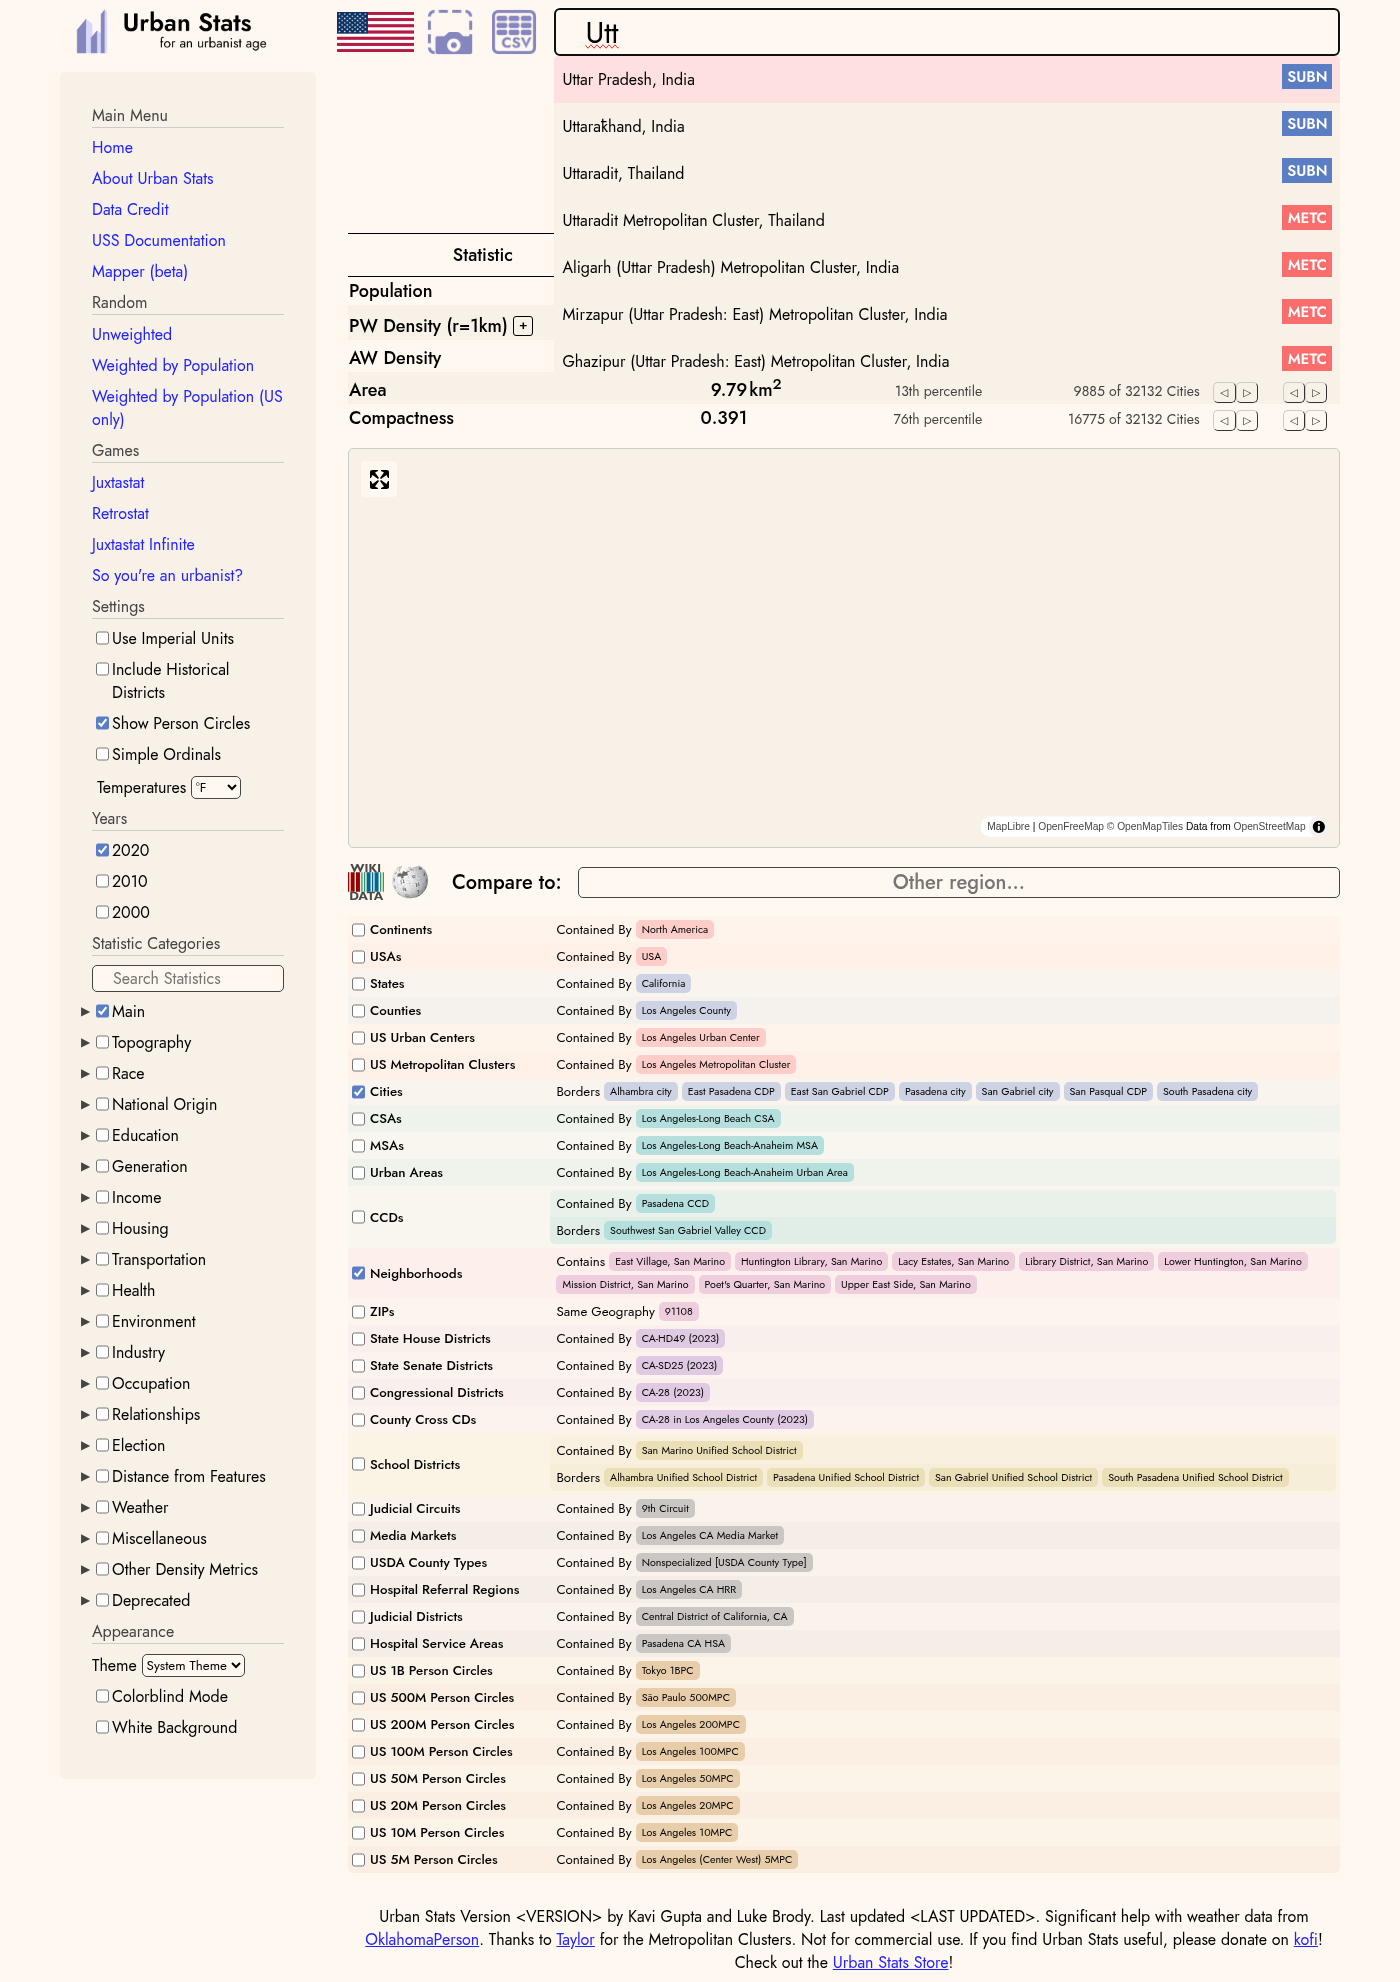 Urban Stats
for an urbanist age
CSV
Utt
Uttar Pradesh, India SUBN
Uttarākhand, India SUBN
Uttaradit, Thailand SUBN
Uttaradit Metropolitan Cluster, Thailand METC
Aligarh (Uttar Pradesh) Metropolitan Cluster, India METC
Mirzapur (Uttar Pradesh: East) Metropolitan Cluster, India METC
Ghazipur (Uttar Pradesh: East) Metropolitan Cluster, India METC
Main Menu
Home
About Urban Stats
Data Credit
USS Documentation
Mapper (beta)
Random
Unweighted
Weighted by Population
Weighted by Population (US
only)
Games
Juxtastat
Retrostat
Juxtastat Infinite
So you're an urbanist?
Settings
Use Imperial Units
Include Historical
Districts
Show Person Circles
Simple Ordinals
Temperatures °F
Years
2020
2010
2000
Statistic Categories
Search Statistics
Main
Topography
Race
National Origin
Education
Generation
Income
Housing
Transportation
Health
Environment
Industry
Occupation
Relationships
Election
Distance from Features
Weather
Miscellaneous
Other Density Metrics
Deprecated
Appearance
Theme System Theme
Colorblind Mode
White Background
Statistic
Population
PW Density (r=1km) +
AW Density
Area 9.79 km² 13th percentile 9885 of 32132 Cities
Compactness 0.391 76th percentile 16775 of 32132 Cities
MapLibre | OpenFreeMap © OpenMapTiles Data from OpenStreetMap
WIKI
DATA
Compare to: Other region...
Continents Contained By North America
USAs Contained By USA
States Contained By California
Counties Contained By Los Angeles County
US Urban Centers Contained By Los Angeles Urban Center
US Metropolitan Clusters Contained By Los Angeles Metropolitan Cluster
Cities Borders Alhambra city East Pasadena CDP East San Gabriel CDP Pasadena city San Gabriel city San Pasqual CDP South Pasadena city
CSAs Contained By Los Angeles-Long Beach CSA
MSAs Contained By Los Angeles-Long Beach-Anaheim MSA
Urban Areas Contained By Los Angeles-Long Beach-Anaheim Urban Area
CCDs
Contained By Pasadena CCD
Borders Southwest San Gabriel Valley CCD
Neighborhoods
Contains East Village, San Marino Huntington Library, San Marino Lacy Estates, San Marino Library District, San Marino Lower Huntington, San Marino
Mission District, San Marino Poet's Quarter, San Marino Upper East Side, San Marino
ZIPs Same Geography 91108
State House Districts Contained By CA-HD49 (2023)
State Senate Districts Contained By CA-SD25 (2023)
Congressional Districts Contained By CA-28 (2023)
County Cross CDs Contained By CA-28 in Los Angeles County (2023)
School Districts
Contained By San Marino Unified School District
Borders Alhambra Unified School District Pasadena Unified School District San Gabriel Unified School District South Pasadena Unified School District
Judicial Circuits Contained By 9th Circuit
Media Markets Contained By Los Angeles CA Media Market
USDA County Types Contained By Nonspecialized [USDA County Type]
Hospital Referral Regions Contained By Los Angeles CA HRR
Judicial Districts Contained By Central District of California, CA
Hospital Service Areas Contained By Pasadena CA HSA
US 1B Person Circles Contained By Tokyo 1BPC
US 500M Person Circles Contained By São Paulo 500MPC
US 200M Person Circles Contained By Los Angeles 200MPC
US 100M Person Circles Contained By Los Angeles 100MPC
US 50M Person Circles Contained By Los Angeles 50MPC
US 20M Person Circles Contained By Los Angeles 20MPC
US 10M Person Circles Contained By Los Angeles 10MPC
US 5M Person Circles Contained By Los Angeles (Center West) 5MPC
Urban Stats Version <VERSION> by Kavi Gupta and Luke Brody. Last updated <LAST UPDATED>. Significant help with weather data from
OklahomaPerson. Thanks to Taylor for the Metropolitan Clusters. Not for commercial use. If you find Urban Stats useful, please donate on kofi!
Check out the Urban Stats Store!